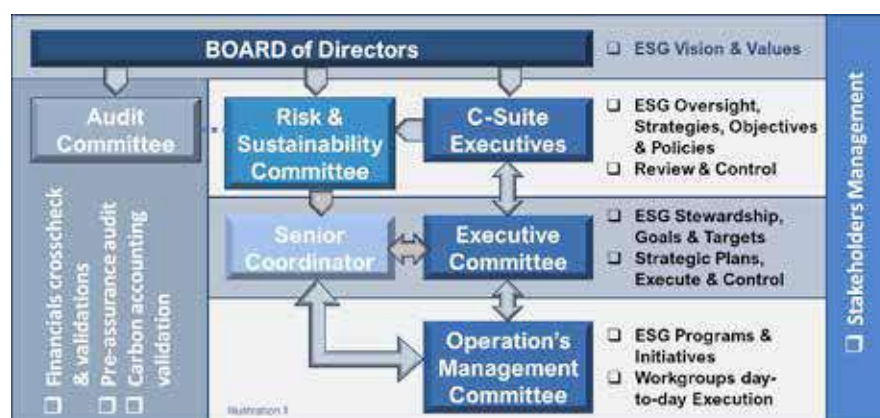 BOARD of Directors
❑ ESG Vision & Values
Audit
Committee
Risk &
Sustainability
Committee
C-Suite
Executives
❑ ESG Oversight,
Strategies, Objectives
& Policies
❑ Review & Control
Senior
Coordinator
Executive
Committee
❑ ESG Stewardship,
Goals & Targets
❑ Strategic Plans,
Execute & Control
Operation's
Management
Committee
❑ ESG Programs &
Initiatives
❑ Workgroups day-
to-day Execution
❑ Financials crosscheck
& validations
❑ Pre-assurance audit
❑ Carbon accounting
validation
❑ Stakeholders Management
Illustration 1